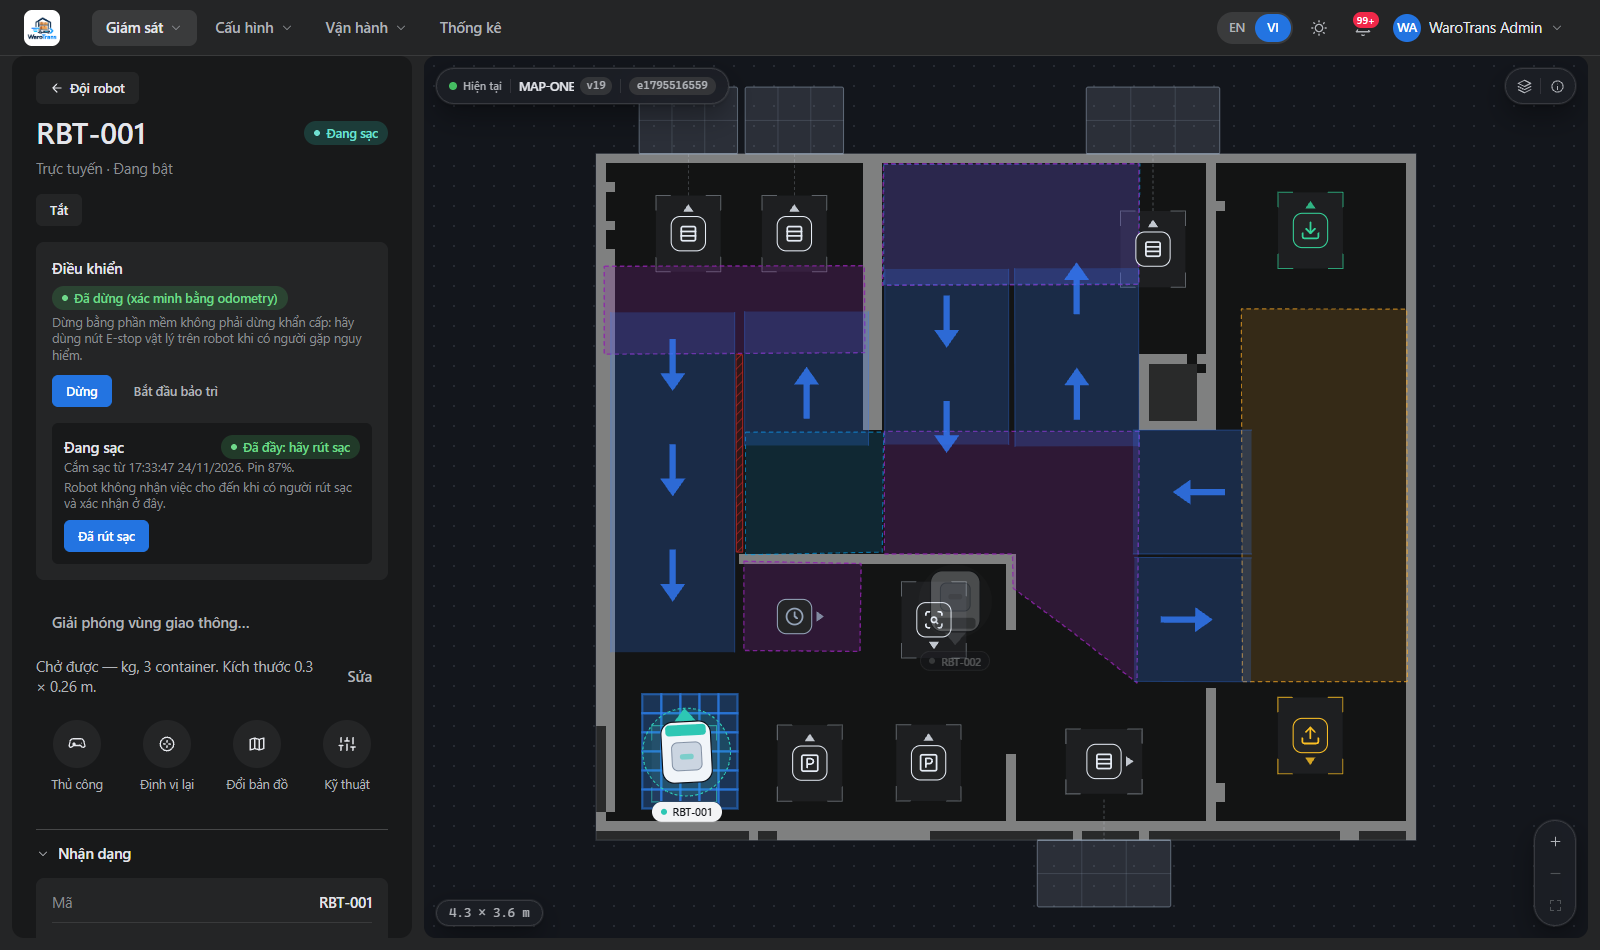 WaroTrans
Giám sát
Cấu hình
Vận hành
Thống kê
EN
VI
99+
WA
WaroTrans Admin
Đội robot
RBT-001
Đang sạc
Trực tuyến · Đang bật
Tắt
Điều khiển
Đã dừng (xác minh bằng odometry)
Dừng bằng phần mềm không phải dừng khẩn cấp: hãy
dùng nút E-stop vật lý trên robot khi có người gặp nguy
hiểm.
Dừng
Bắt đầu bảo trì
Đang sạc
Đã đầy: hãy rút sạc
Cắm sạc từ 17:33:47 24/11/2026. Pin 87%.
Robot không nhận việc cho đến khi có người rút sạc
và xác nhận ở đây.
Đã rút sạc
Giải phóng vùng giao thông...
Chở được — kg, 3 container. Kích thước 0.3
× 0.26 m.
Sửa
Thủ công
Định vị lại
Đổi bản đồ
Kỹ thuật
Nhận dạng
Mã
RBT-001
Hiện tại
MAP-ONE
v19
e1795516559
RBT-002
P
P
RBT-001
4.3 × 3.6 m